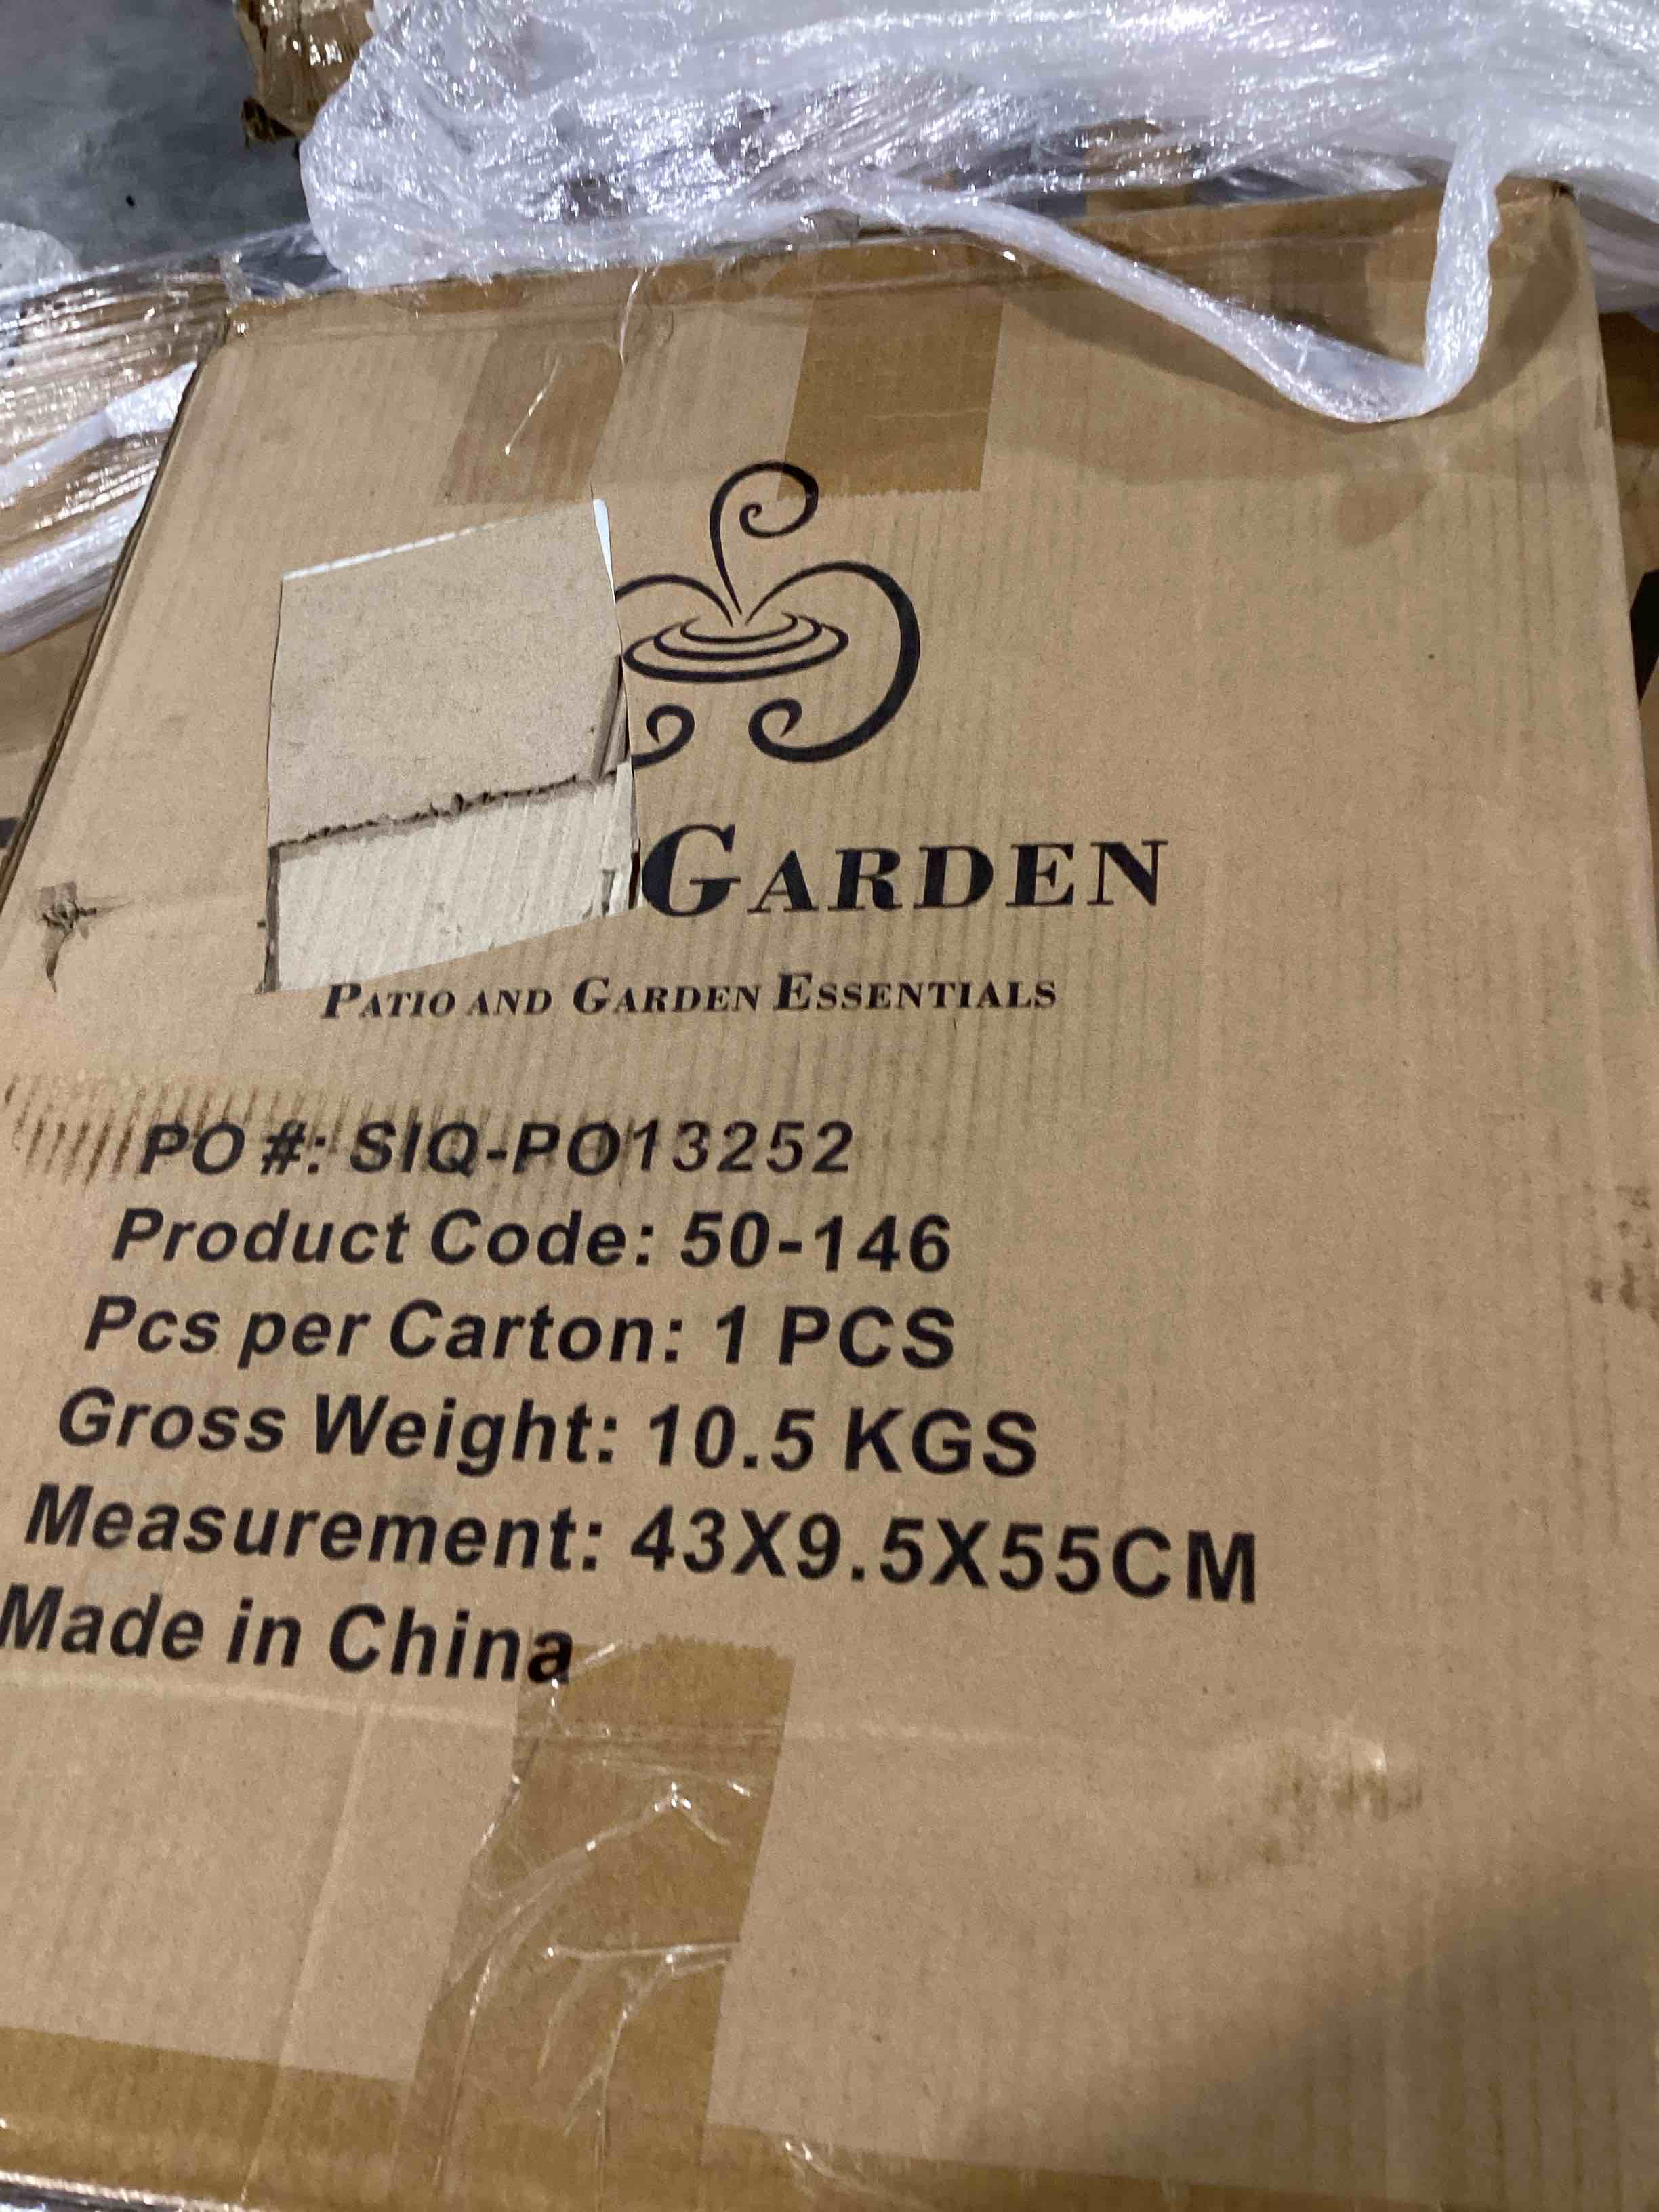 GARDEN
PATIO AND GARDEN ESSENTIALS
PO #: SIQ-PO13252
Product Code: 50-146
Pcs per Carton: 1 PCS
Gross Weight: 10.5 KGS
Measurement: 43X9.5X55CM
Made in China